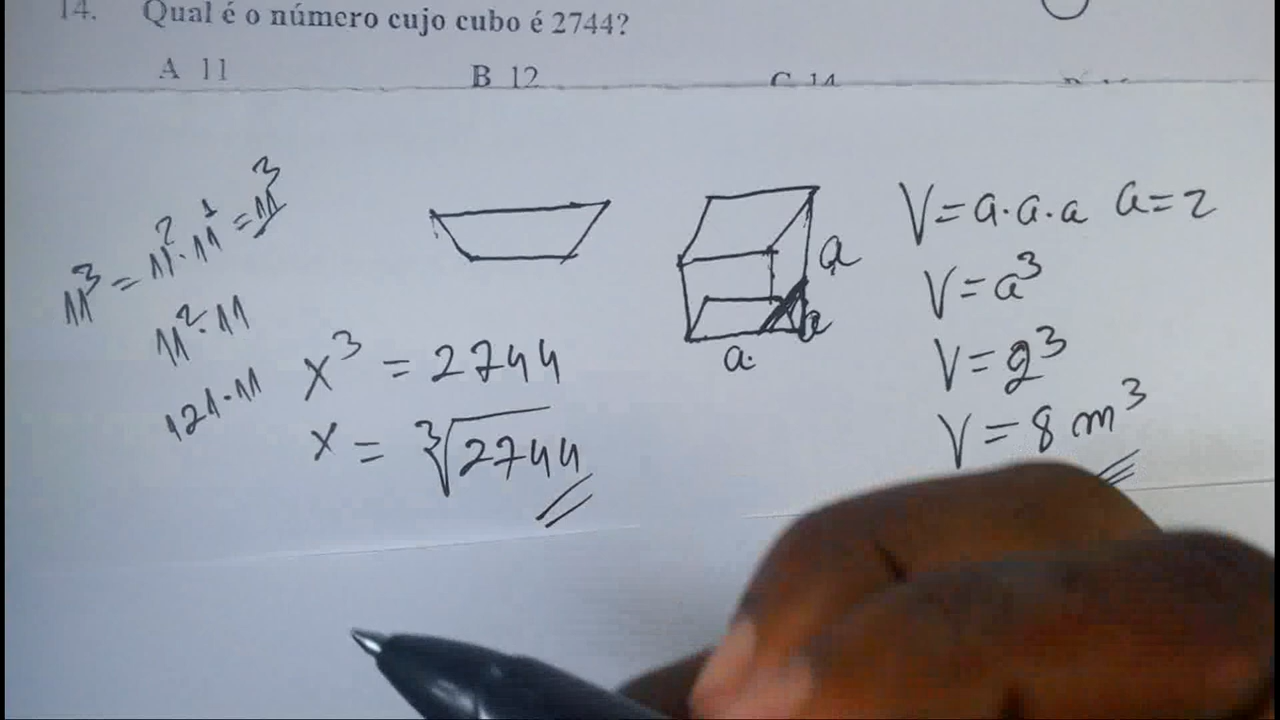 14. Qual é o número cujo cubo é 2744?
A 11 B 12 C 14
11³ = 11² · 11¹ = 11³
11² · 11
121 · 11
x³ = 2744
x = ∛2744
a
a
a
V = a · a · a a = 2
V = a³
V = 2³
V = 8 m³